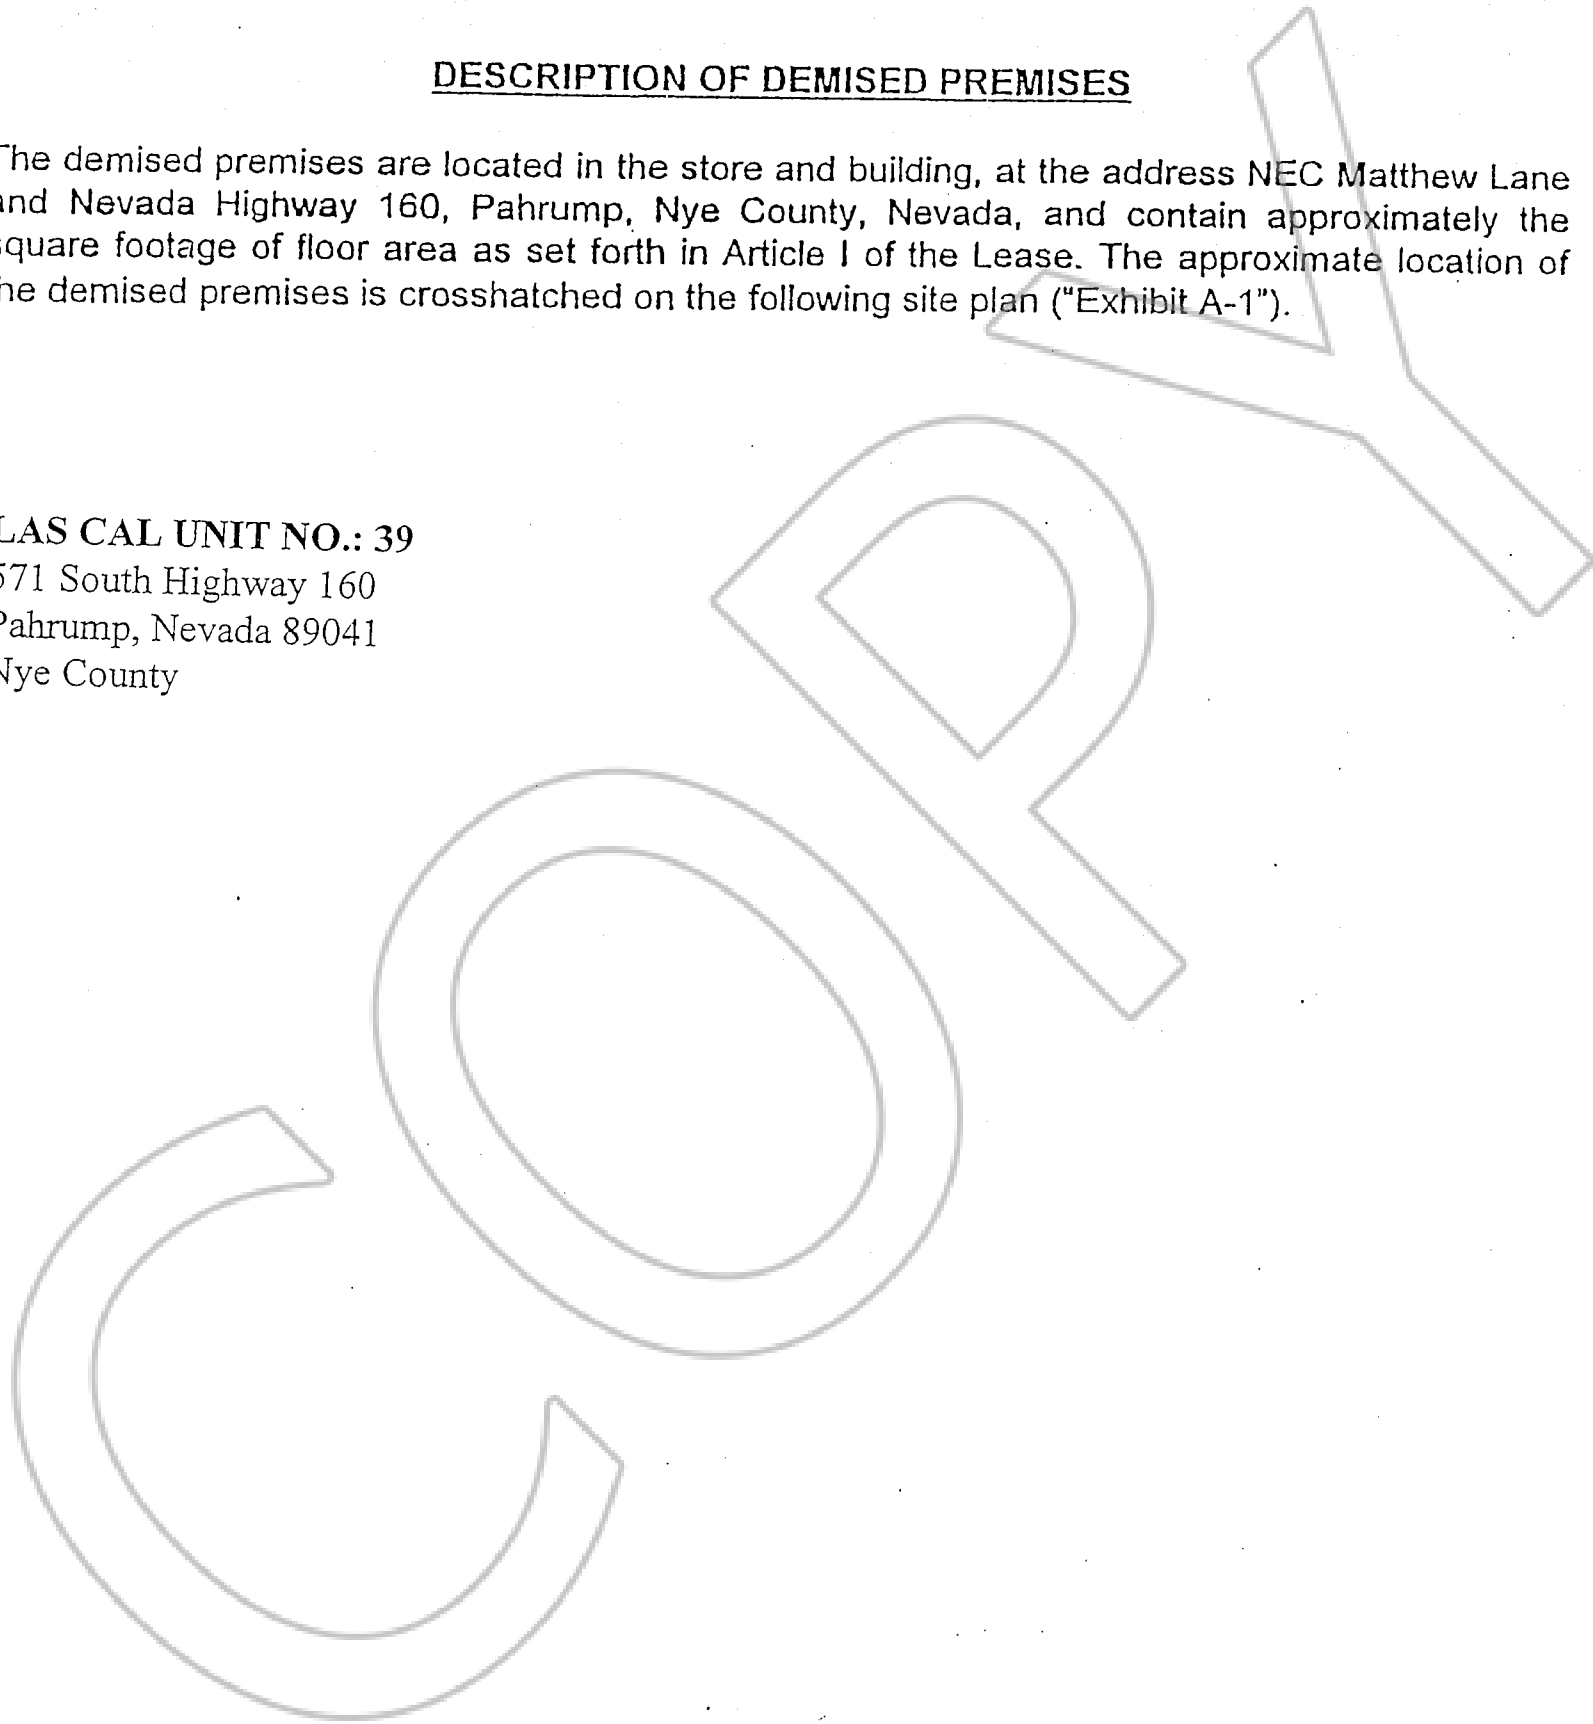 DESCRIPTION OF DEMISED PREMISES
The demised premises are located in the store and building, at the address NEC Matthew Lane
and Nevada Highway 160, Pahrump, Nye County, Nevada, and contain approximately the
square footage of floor area as set forth in Article I of the Lease. The approximate location of
the demised premises is crosshatched on the following site plan ("Exhibit A-1").
LAS CAL UNIT NO.: 39
571 South Highway 160
Pahrump, Nevada 89041
Nye County
COPY